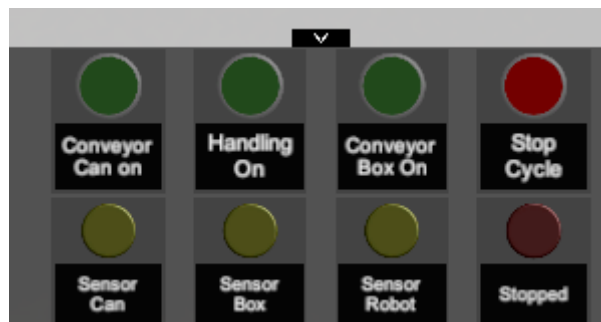 Conveyor
Can on
Handling
On
Conveyor
Box On
Stop
Cycle
Sensor
Can
Sensor
Box
Sensor
Robot
Stopped